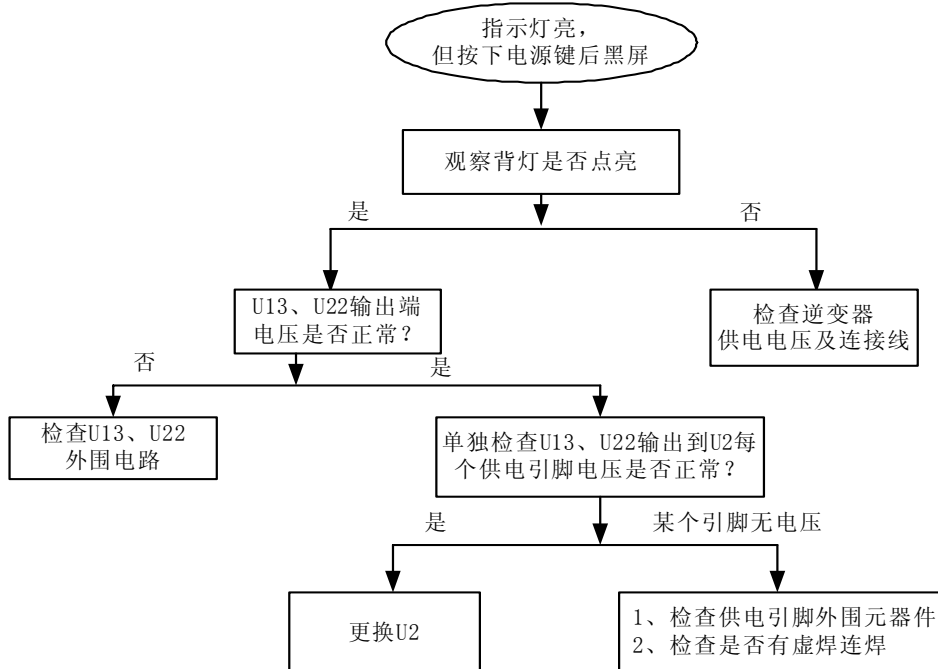 指示灯亮，
但按下电源键后黑屏
观察背灯是否点亮
是
否
U13、U22输出端
电压是否正常？
检查逆变器
供电电压及连接线
否
是
检查U13、U22
外围电路
单独检查U13、U22输出到U2每
个供电引脚电压是否正常？
是
某个引脚无电压
更换U2
1、检查供电引脚外围元器件
2、检查是否有虚焊连焊